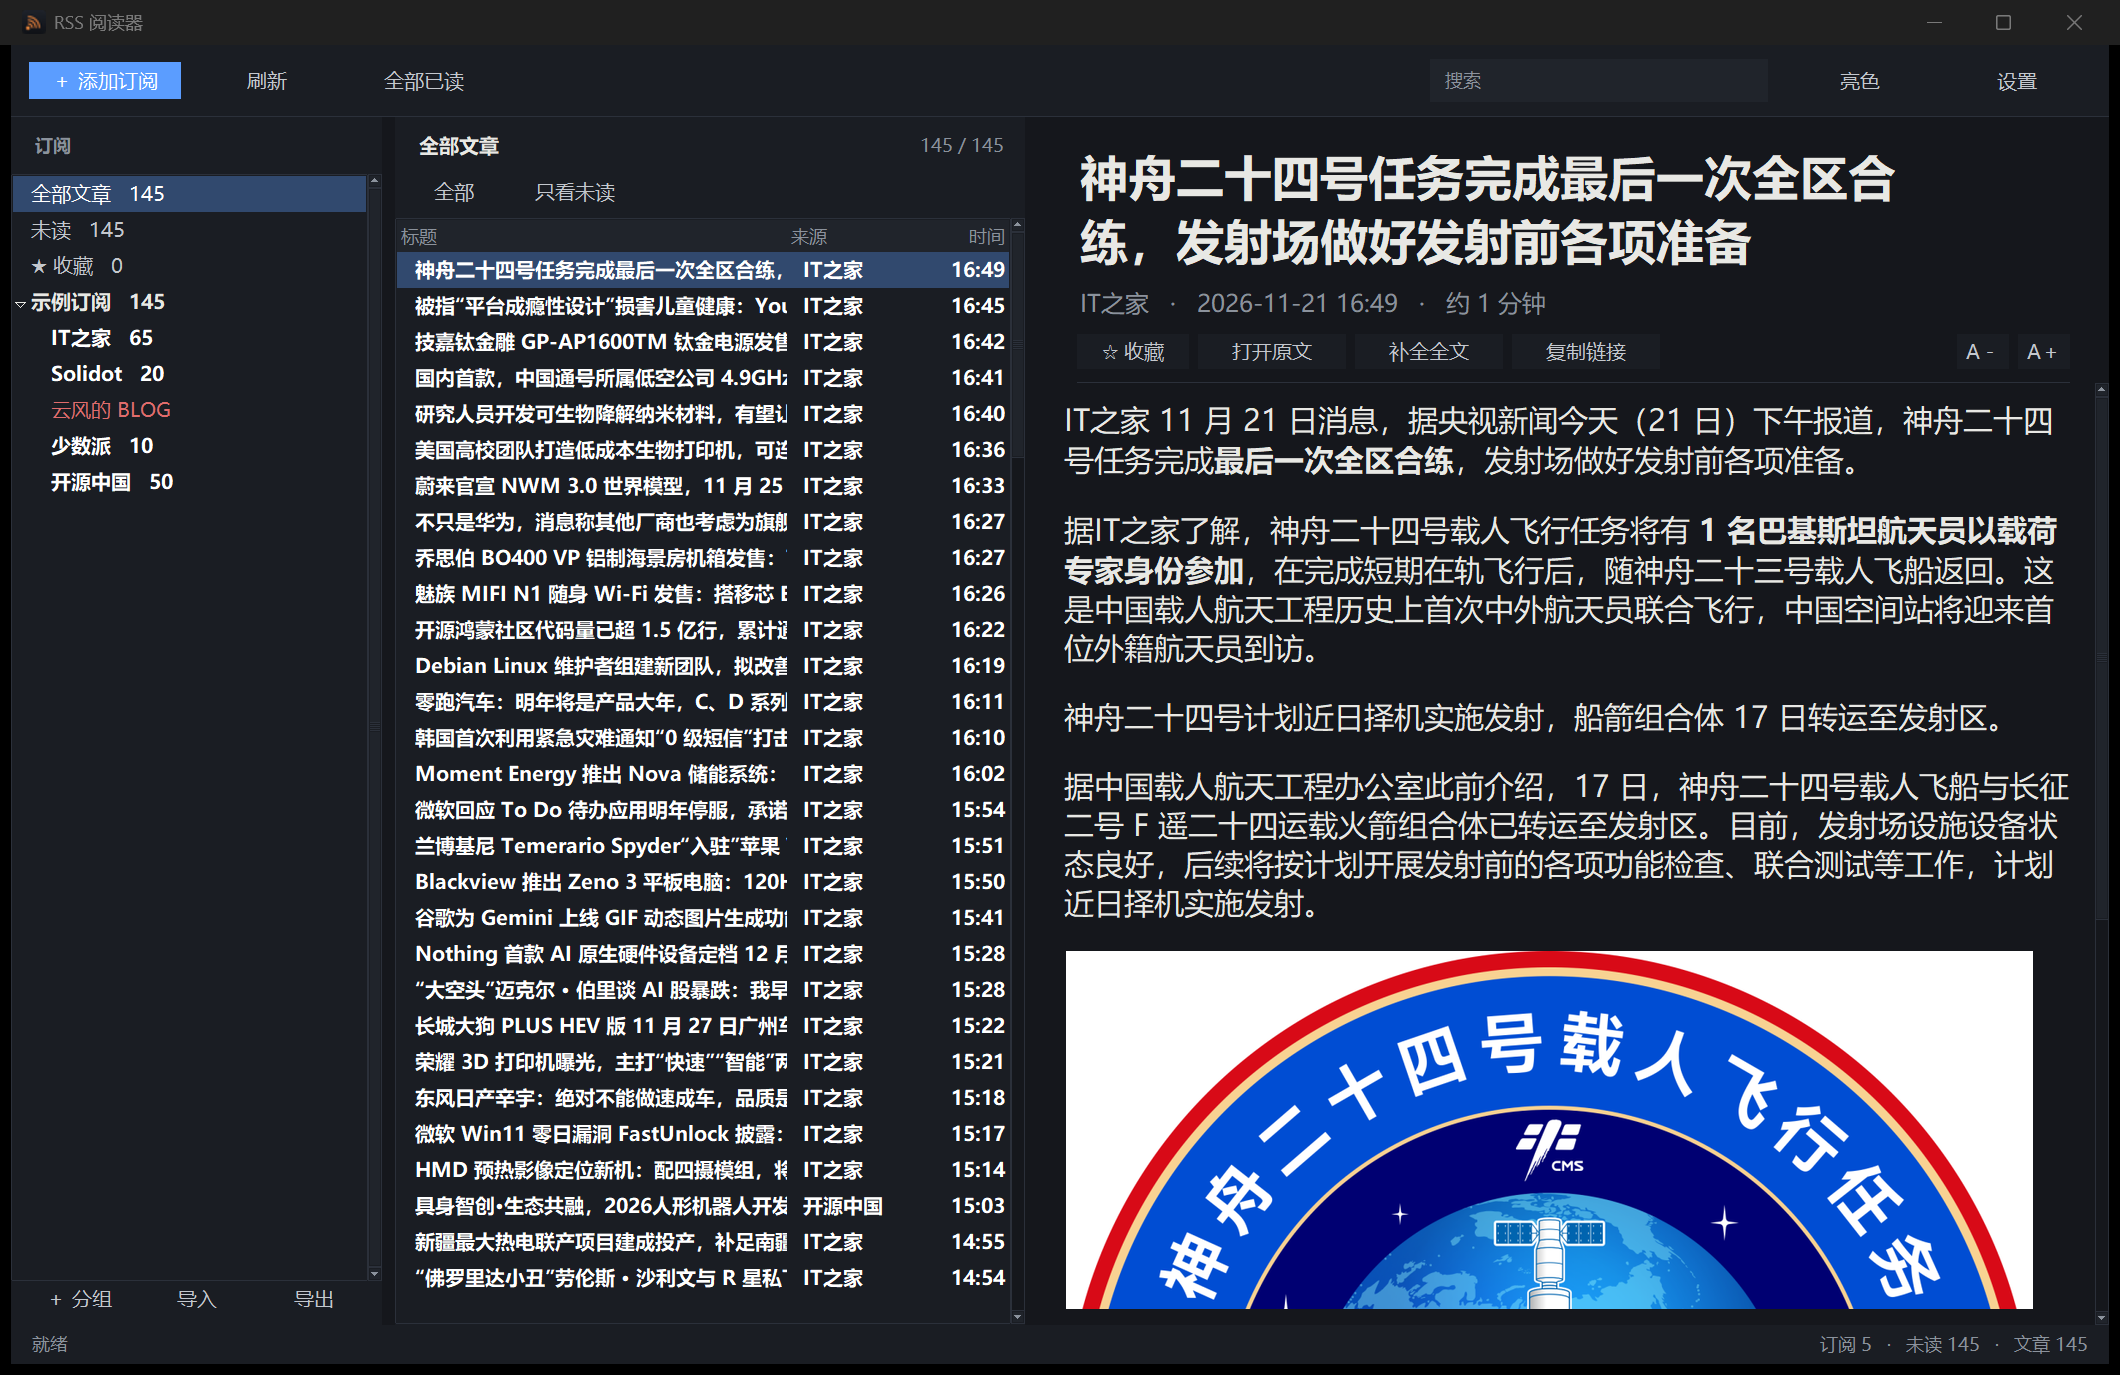 RSS 阅读器
+ 添加订阅
刷新
全部已读
搜索
亮色
设置
订阅
全部文章 145
未读 145
★ 收藏 0
示例订阅 145
IT之家 65
Solidot 20
云风的 BLOG
少数派 10
开源中国 50
+ 分组
导入
导出
全部文章
145 / 145
全部
只看未读
标题 来源 时间
神舟二十四号任务完成最后一次全区合练， IT之家 16:49
被指“平台成瘾性设计”损害儿童健康：You IT之家 16:45
技嘉钛金雕 GP-AP1600TM 钛金电源发售 IT之家 16:42
国内首款，中国通号所属低空公司 4.9GHz IT之家 16:41
研究人员开发可生物降解纳米材料，有望让 IT之家 16:40
美国高校团队打造低成本生物打印机，可连 IT之家 16:36
蔚来官宣 NWM 3.0 世界模型，11 月 25 IT之家 16:33
不只是华为，消息称其他厂商也考虑为旗舰 IT之家 16:27
乔思伯 BO400 VP 铝制海景房机箱发售： IT之家 16:27
魅族 MIFI N1 随身 Wi-Fi 发售：搭移芯 E IT之家 16:26
开源鸿蒙社区代码量已超 1.5 亿行，累计通 IT之家 16:22
Debian Linux 维护者组建新团队，拟改善 IT之家 16:19
零跑汽车：明年将是产品大年，C、D 系列 IT之家 16:11
韩国首次利用紧急灾难通知“0 级短信”打击 IT之家 16:10
Moment Energy 推出 Nova 储能系统： IT之家 16:02
微软回应 To Do 待办应用明年停服，承诺 IT之家 15:54
兰博基尼 Temerario Spyder“入驻”苹果 IT之家 15:51
Blackview 推出 Zeno 3 平板电脑：120H IT之家 15:50
谷歌为 Gemini 上线 GIF 动态图片生成功能 IT之家 15:41
Nothing 首款 AI 原生硬件设备定档 12 月 IT之家 15:28
“大空头”迈克尔 · 伯里谈 AI 股暴跌：我早 IT之家 15:28
长城大狗 PLUS HEV 版 11 月 27 日广州车 IT之家 15:22
荣耀 3D 打印机曝光，主打“快速”“智能”两 IT之家 15:21
东风日产辛宇：绝对不能做速成车，品质是 IT之家 15:18
微软 Win11 零日漏洞 FastUnlock 披露： IT之家 15:17
HMD 预热影像定位新机：配四摄模组，将 IT之家 15:14
具身智创·生态共融，2026人形机器人开发 开源中国 15:03
新疆最大热电联产项目建成投产，补足南疆 IT之家 14:55
“佛罗里达小丑”劳伦斯 · 沙利文与 R 星私下 IT之家 14:54
神舟二十四号任务完成最后一次全区合
练，发射场做好发射前各项准备
IT之家 · 2026-11-21 16:49 · 约 1 分钟
☆ 收藏
打开原文
补全全文
复制链接
A -
A +
IT之家 11 月 21 日消息，据央视新闻今天（21 日）下午报道，神舟二十四
号任务完成最后一次全区合练，发射场做好发射前各项准备。
据IT之家了解，神舟二十四号载人飞行任务将有 1 名巴基斯坦航天员以载荷
专家身份参加，在完成短期在轨飞行后，随神舟二十三号载人飞船返回。这
是中国载人航天工程历史上首次中外航天员联合飞行，中国空间站将迎来首
位外籍航天员到访。
神舟二十四号计划近日择机实施发射，船箭组合体 17 日转运至发射区。
据中国载人航天工程办公室此前介绍，17 日，神舟二十四号载人飞船与长征
二号 F 遥二十四运载火箭组合体已转运至发射区。目前，发射场设施设备状
态良好，后续将按计划开展发射前的各项功能检查、联合测试等工作，计划
近日择机实施发射。
神舟二十四号载人飞行任务
CMS
就绪
订阅 5 · 未读 145 · 文章 145